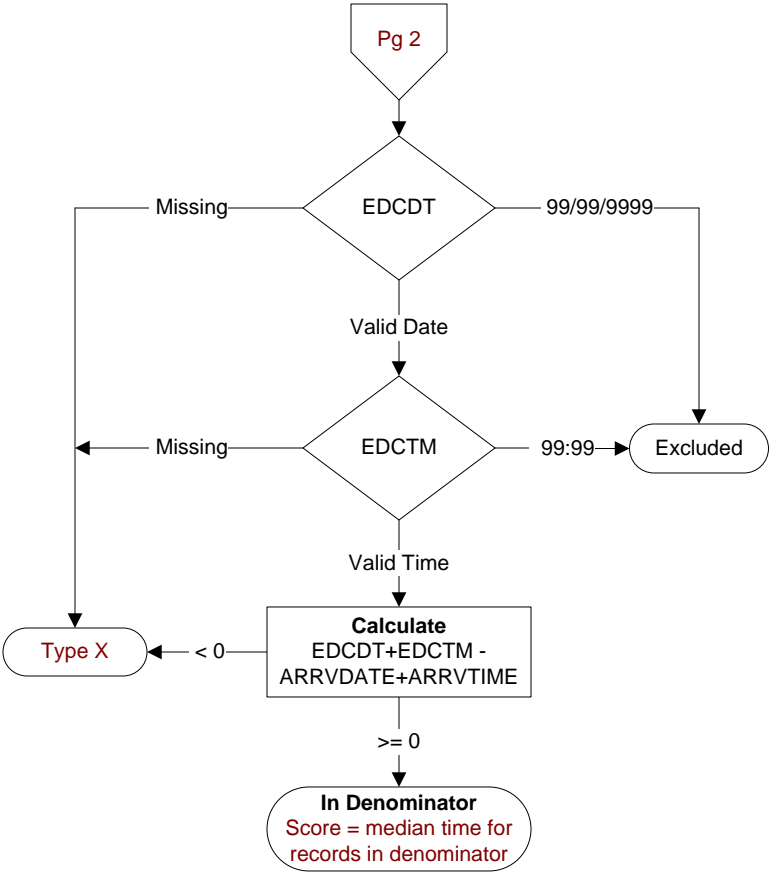 Pg 2
EDCDT
Missing
99/99/9999
Valid Date
EDCTM
Missing
99:99
Excluded
Valid Time
Calculate
EDCDT+EDCTM -
ARRVDATE+ARRVTIME
Type X
< 0
>= 0
In Denominator
Score = median time for
records in denominator